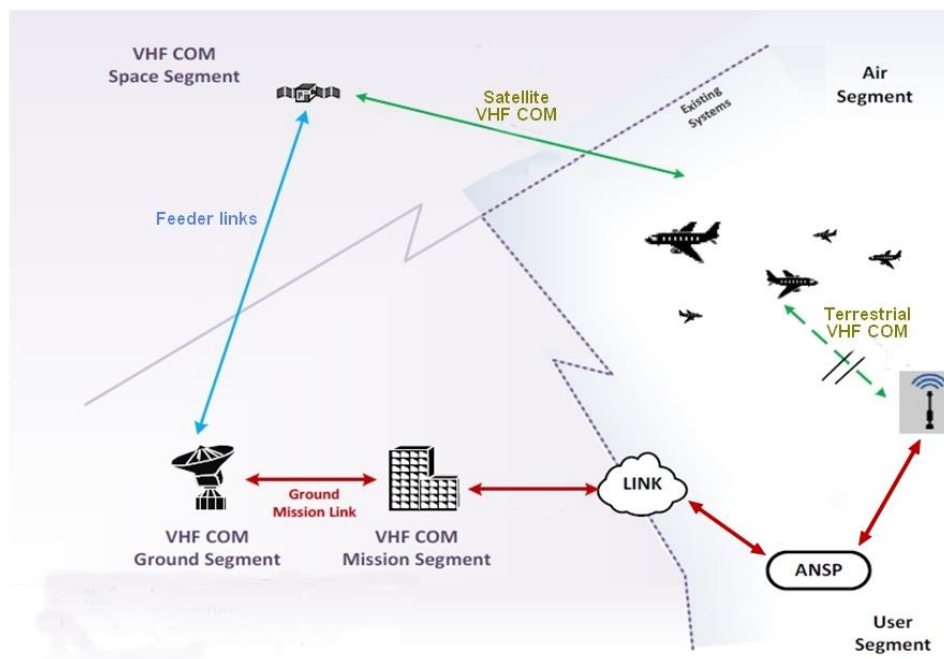 VHF COM
Space Segment
Satellite
VHF COM
Existing
Systems
Air
Segment
Feeder links
Terrestrial
VHF COM
Ground
Mission Link
LINK
VHF COM
Ground Segment
VHF COM
Mission Segment
ANSP
User
Segment